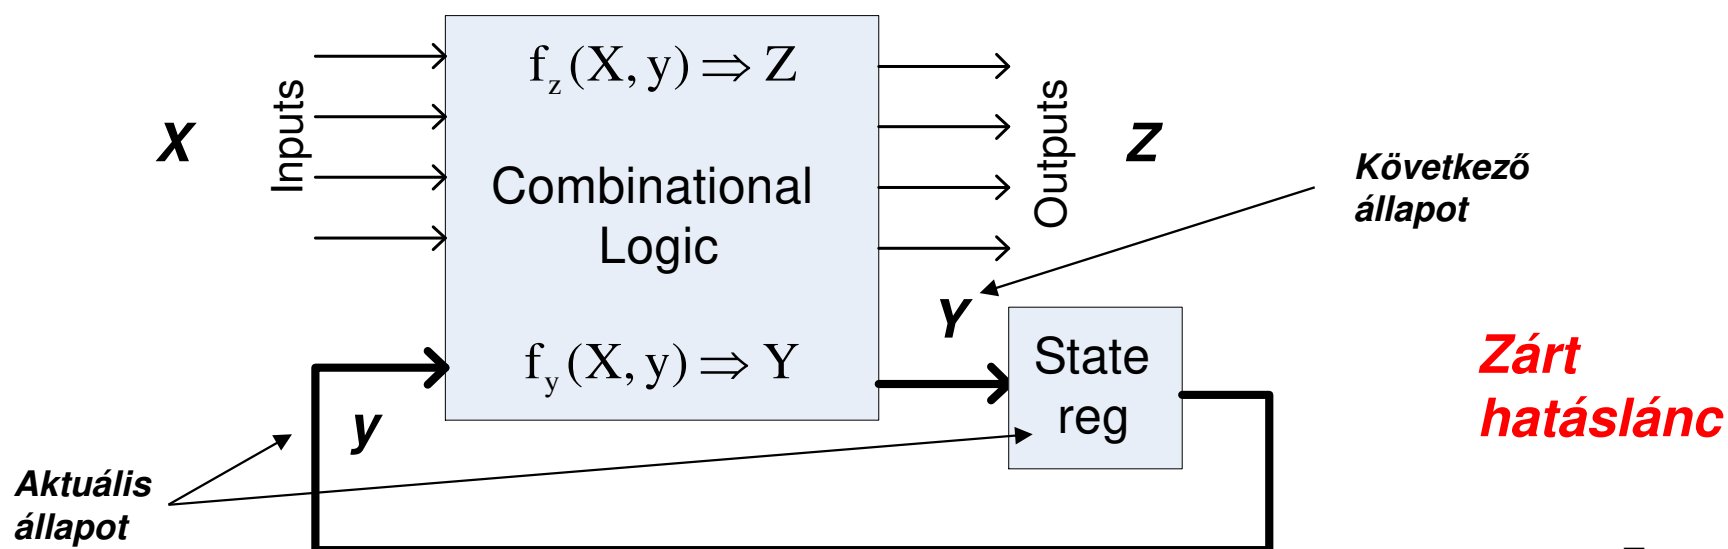 f_z(X, y) ⇒ Z
X
Inputs
Combinational
Logic
Outputs
Z
Következő
állapot
Y
f_y(X, y) ⇒ Y
State
reg
Zárt
hatáslánc
y
Aktuális
állapot